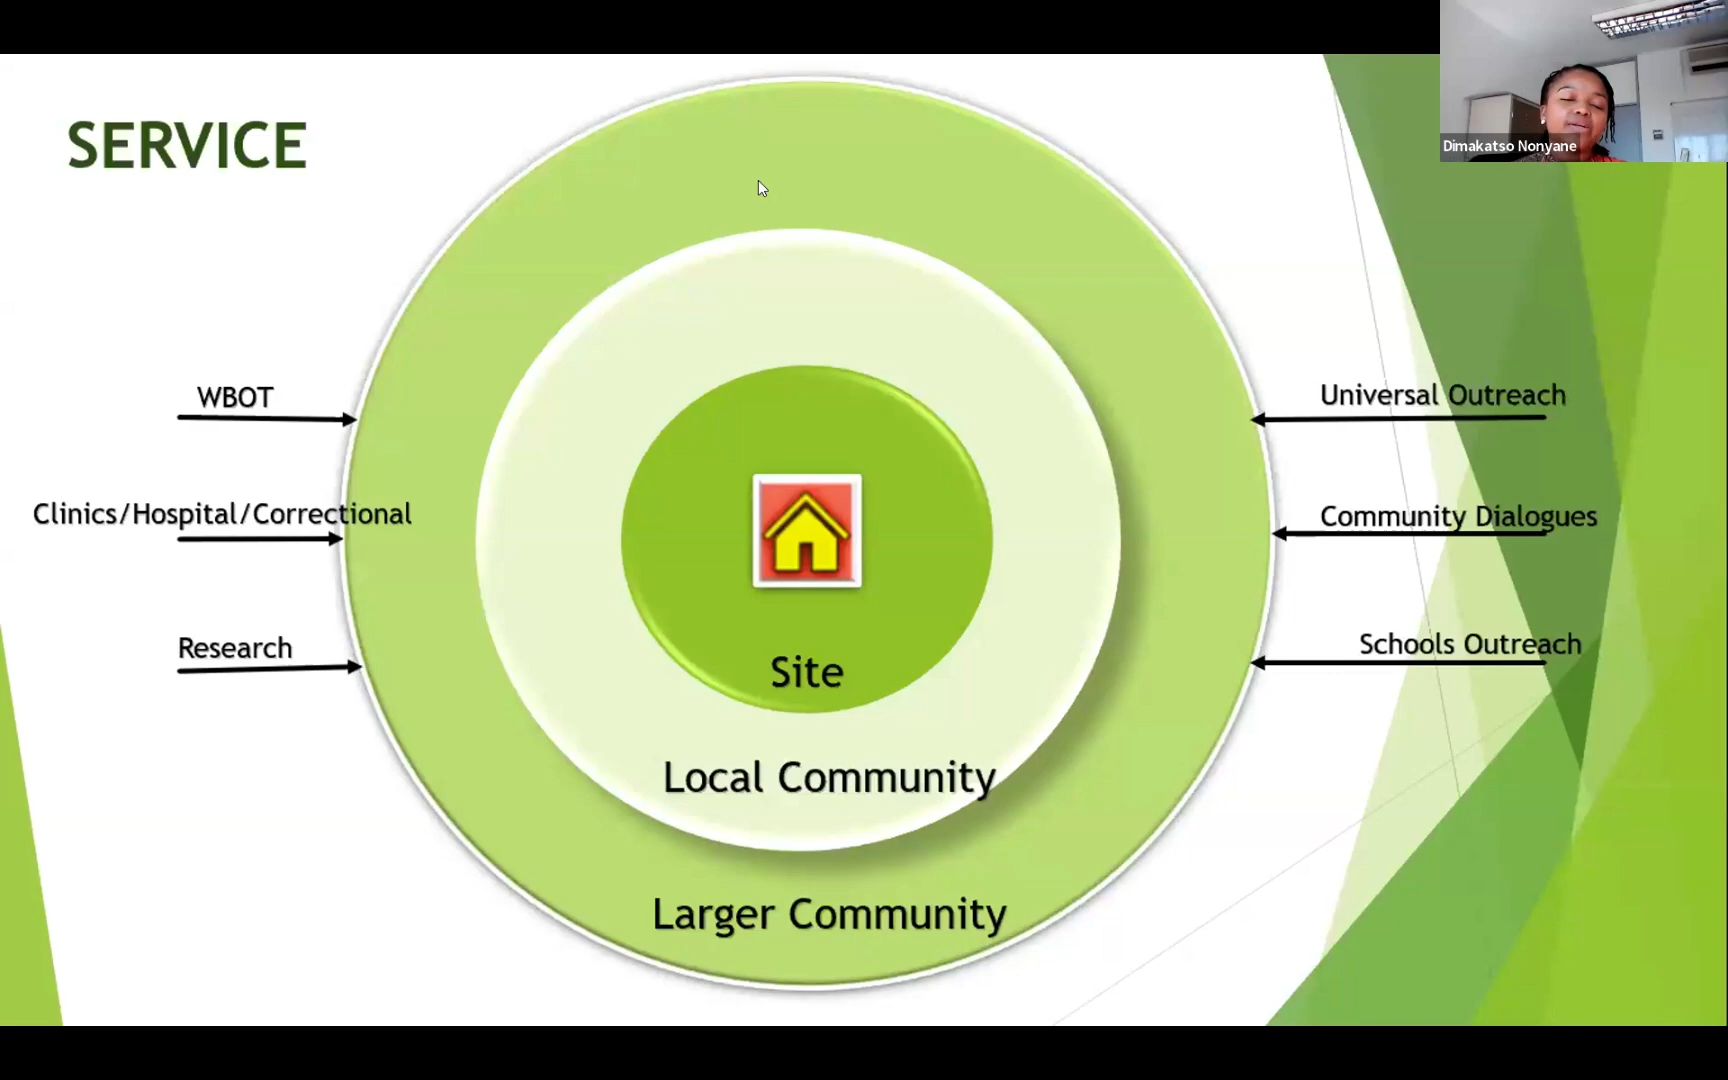 Dimakatso Nonyane
SERVICE
WBOT
Universal Outreach
Clinics/Hospital/Correctional
Community Dialogues
Research
Schools Outreach
Site
Local Community
Larger Community